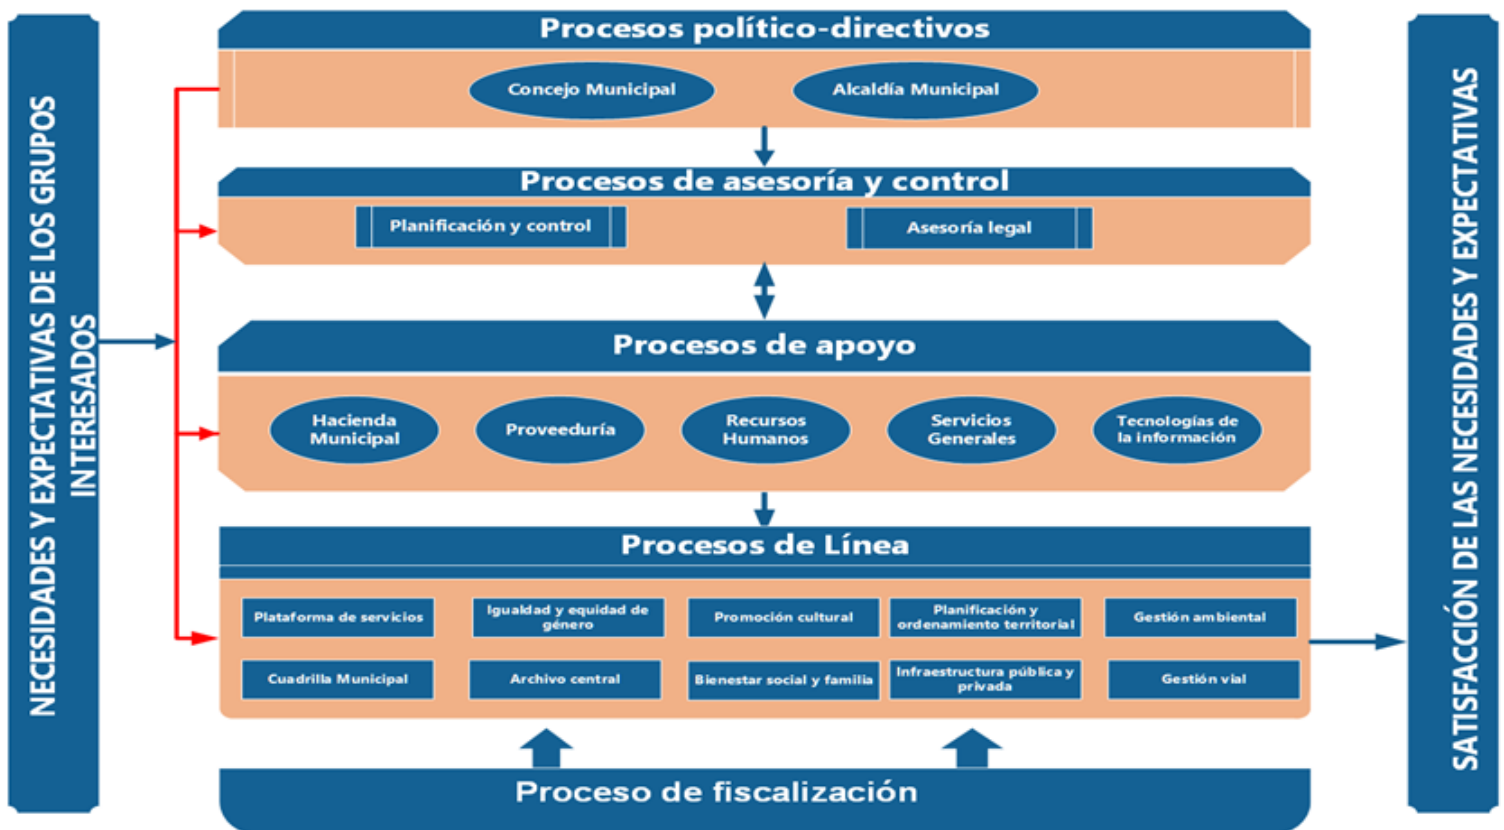 NECESIDADES Y EXPECTATIVAS DE LOS GRUPOS
INTERESADOS
Procesos político-directivos
Concejo Municipal
Alcaldía Municipal
Procesos de asesoría y control
Planificación y control
Asesoría legal
Procesos de apoyo
Hacienda
Municipal
Proveeduría
Recursos
Humanos
Servicios
Generales
Tecnologías de
la información
Procesos de Línea
Plataforma de servicios
Igualdad y equidad de
género
Promoción cultural
Planificación y
ordenamiento territorial
Gestión ambiental
Cuadrilla Municipal
Archivo central
Bienestar social y familia
Infraestructura pública y
privada
Gestión vial
Proceso de fiscalización
SATISFACCIÓN DE LAS NECESIDADES Y EXPECTATIVAS